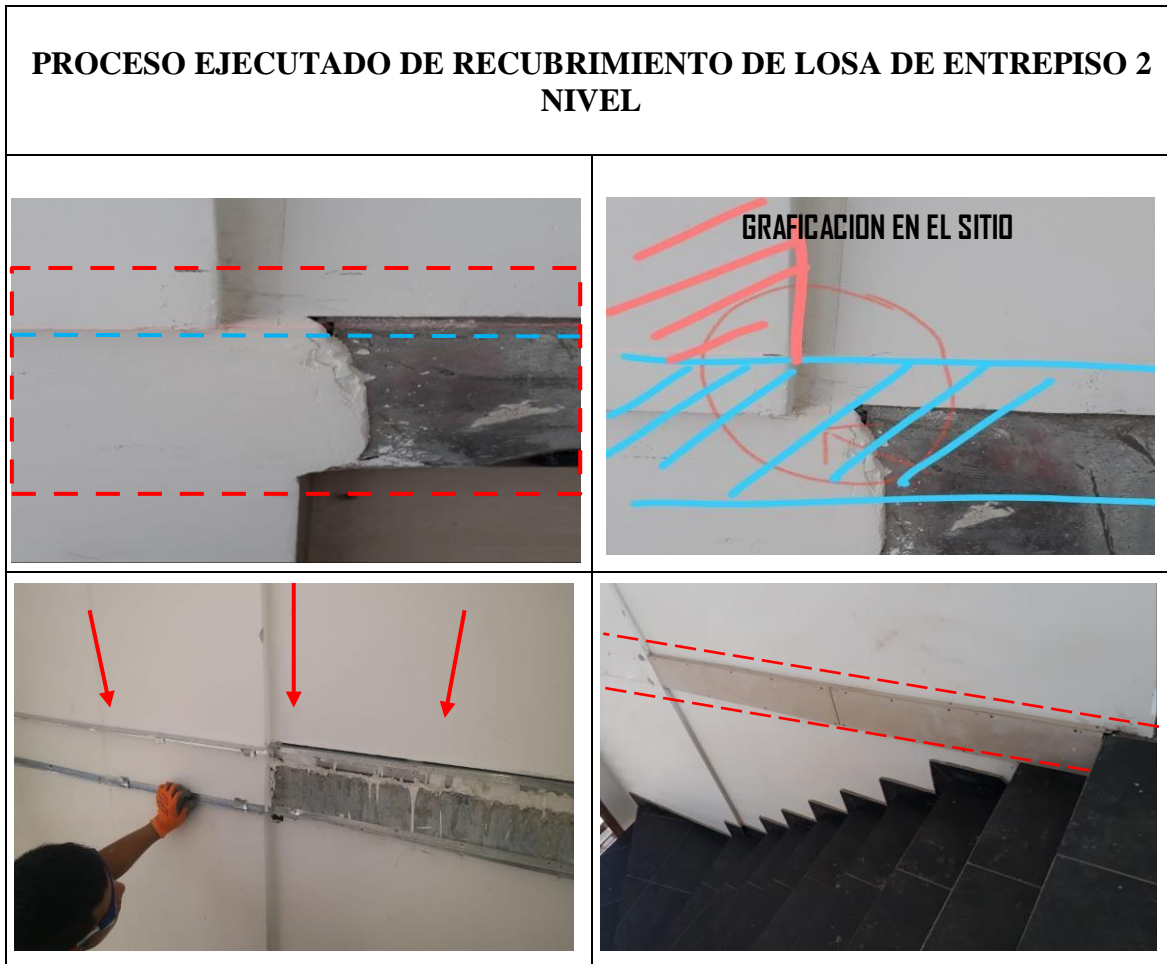 PROCESO EJECUTADO DE RECUBRIMIENTO DE LOSA DE ENTREPISO 2
NIVEL
GRAFICACION EN EL SITIO